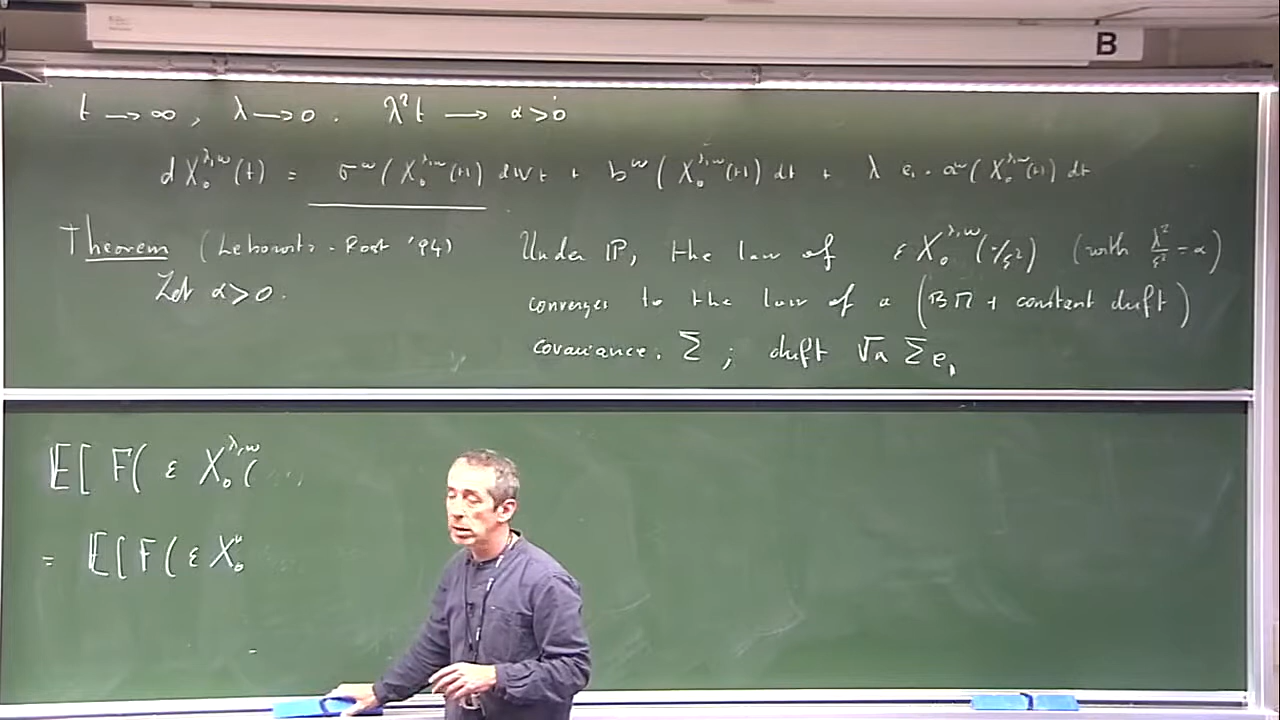 B
t → ∞, λ → 0. λ²t → α > 0
dX₀^{λ,ω}(t) = σ^ω(X₀^{λ,ω}(t)) dW_t + b^ω(X₀^{λ,ω}(t)) dt + λ e₁ · a^ω(X₀^{λ,ω}(t)) dt
Theorem (Lebowitz - Rost '94) Under ℙ, the law of ε X₀^{λ,ω}(·/ε²) (with λ²/ε² = α)
Let α > 0. converges to the law of a (BM + constant drift)
covariance: Σ ; drift √α Σ e₁
𝔼[ F( ε X₀^{λ,ω}(
= 𝔼[ F( ε X₀